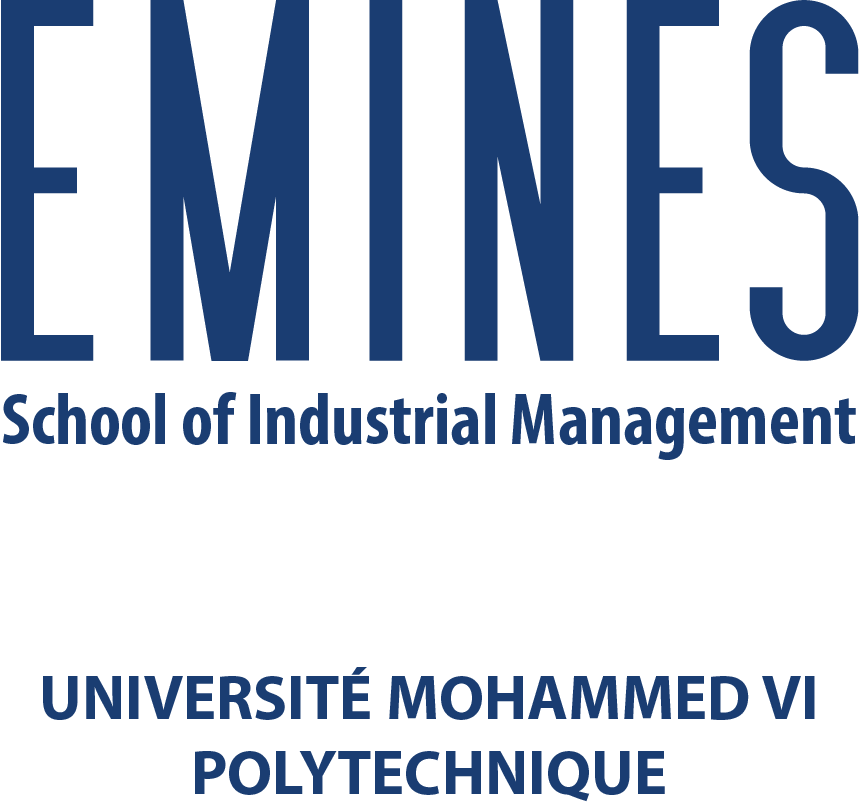 EMINES
School of Industrial Management
UNIVERSITÉ MOHAMMED VI
POLYTECHNIQUE